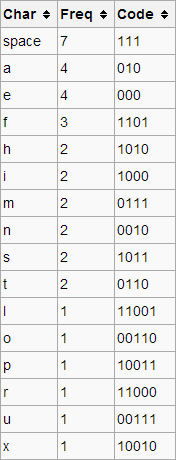 Char Freq Code
space 7 111
a 4 010
e 4 000
f 3 1101
h 2 1010
i 2 1000
m 2 0111
n 2 0010
s 2 1011
t 2 0110
l 1 11001
o 1 00110
p 1 10011
r 1 11000
u 1 00111
x 1 10010